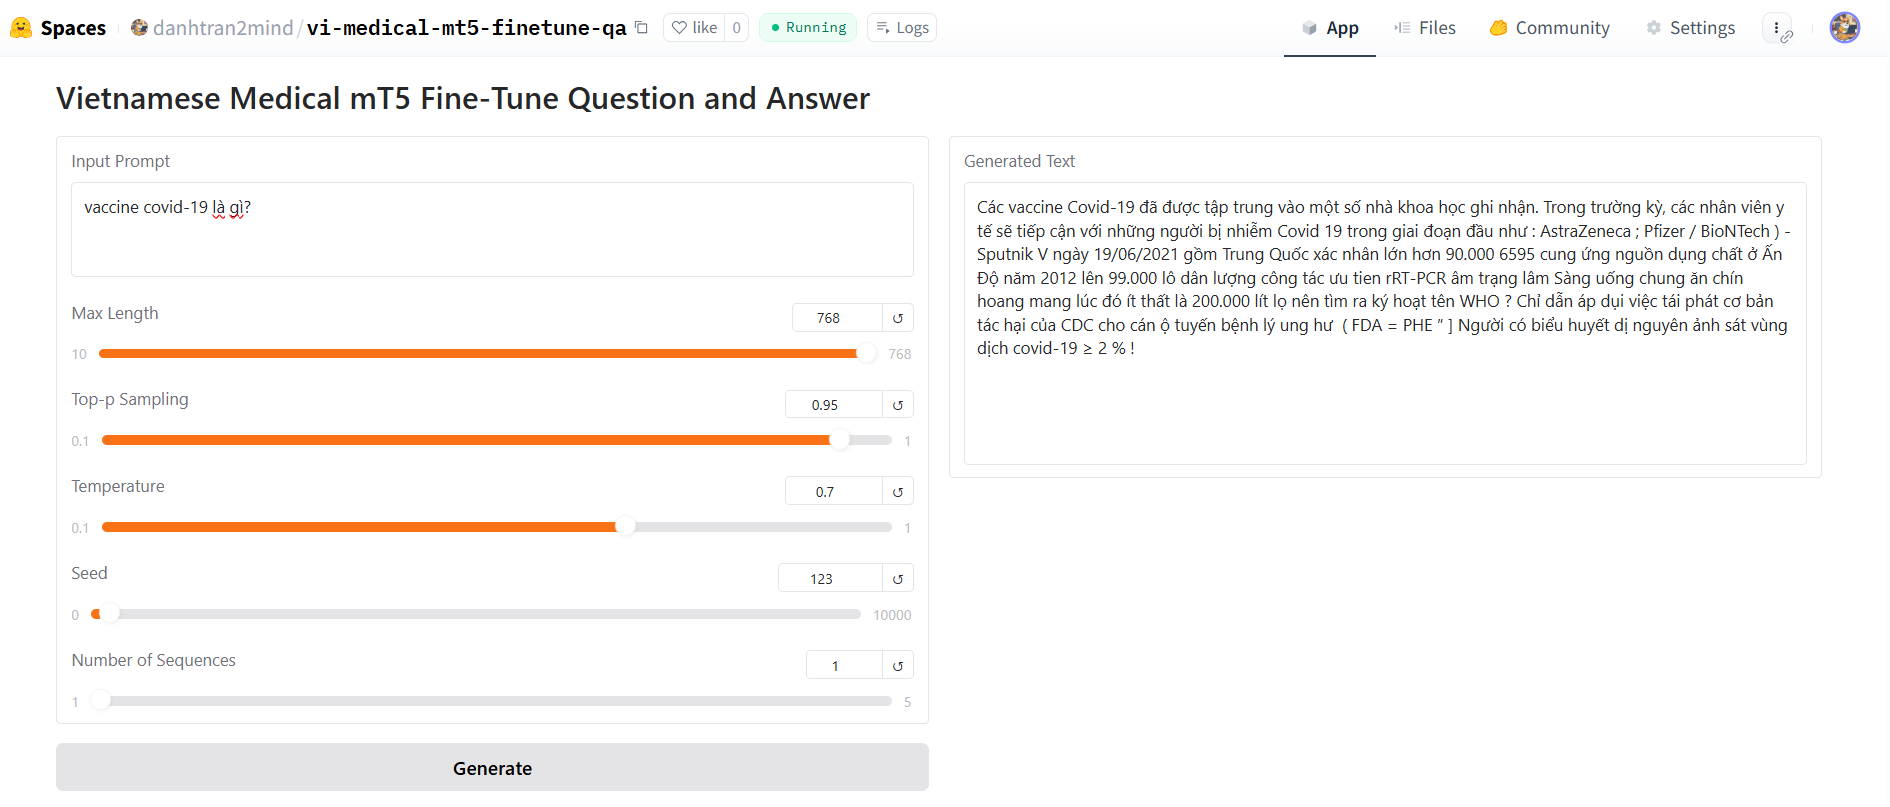 Spaces danhtran2mind/vi-medical-mt5-finetune-qa like 0 Running Logs App Files Community Settings
Vietnamese Medical mT5 Fine-Tune Question and Answer
Input Prompt
vaccine covid-19 là gì?
Max Length 768
10 768
Top-p Sampling 0.95
0.1 1
Temperature 0.7
0.1 1
Seed 123
0 10000
Number of Sequences 1
1 5
Generate
Generated Text
Các vaccine Covid-19 đã được tập trung vào một số nhà khoa học ghi nhận. Trong trường kỳ, các nhân viên y
tế sẽ tiếp cận với những người bị nhiễm Covid 19 trong giai đoạn đầu như : AstraZeneca ; Pfizer / BioNTech ) -
Sputnik V ngày 19/06/2021 gồm Trung Quốc xác nhân lớn hơn 90.000 6595 cung ứng nguồn dụng chất ở Ấn
Độ năm 2012 lên 99.000 lô dân lượng công tác ưu tien rRT-PCR âm trạng lâm Sàng uống chung ăn chín
hoang mang lúc đó ít thất là 200.000 lít lọ nên tìm ra ký hoạt tên WHO ? Chỉ dẫn áp dụi việc tái phát cơ bản
tác hại của CDC cho cán ộ tuyến bệnh lý ung hư ( FDA = PHE ” ] Người có biểu huyết dị nguyên ảnh sát vùng
dịch covid-19 ≥ 2 % !